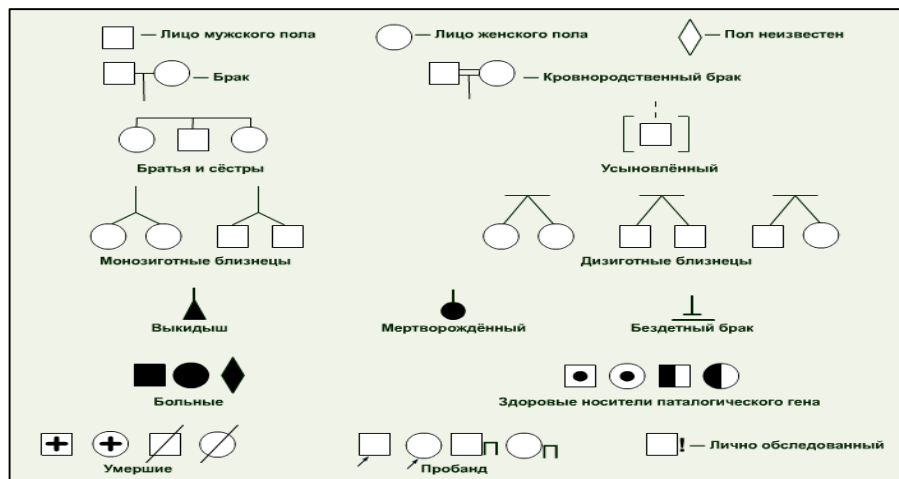 — Лицо мужского пола
— Лицо женского пола
— Пол неизвестен
— Брак
— Кровнородственный брак
Братья и сёстры
Усыновлённый
Монозиготные близнецы
Дизиготные близнецы
Выкидыш
Мертворождённый
Бездетный брак
Больные
Здоровые носители паталогического гена
П
П
! — Лично обследованный
Умершие
Пробанд